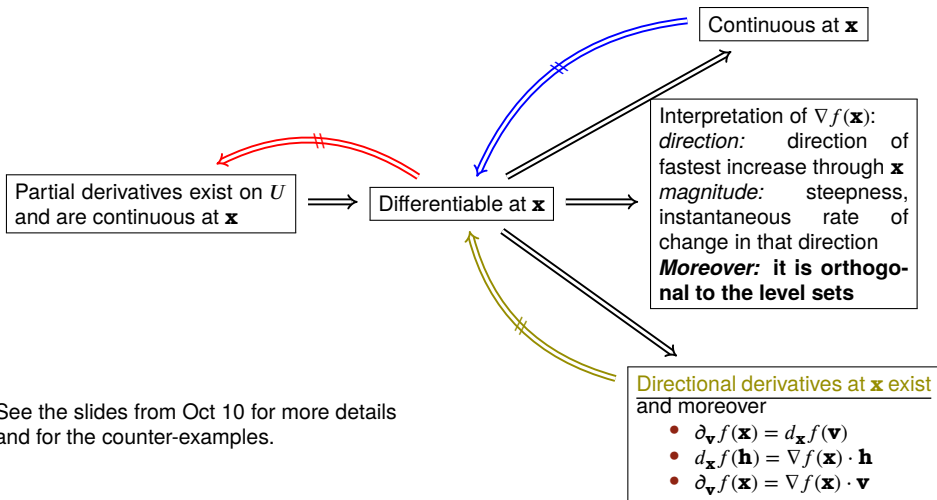 Continuous at 𝐱
Interpretation of ∇f(𝐱):
direction: direction of
fastest increase through 𝐱
magnitude: steepness,
instantaneous rate of
change in that direction
Moreover: it is orthogo-
nal to the level sets
Partial derivatives exist on U
and are continuous at 𝐱
Differentiable at 𝐱
Directional derivatives at 𝐱 exist
and moreover
• ∂𝐯f(𝐱) = d𝐱f(𝐯)
• d𝐱f(𝐡) = ∇f(𝐱) · 𝐡
• ∂𝐯f(𝐱) = ∇f(𝐱) · 𝐯
See the slides from Oct 10 for more details
and for the counter-examples.